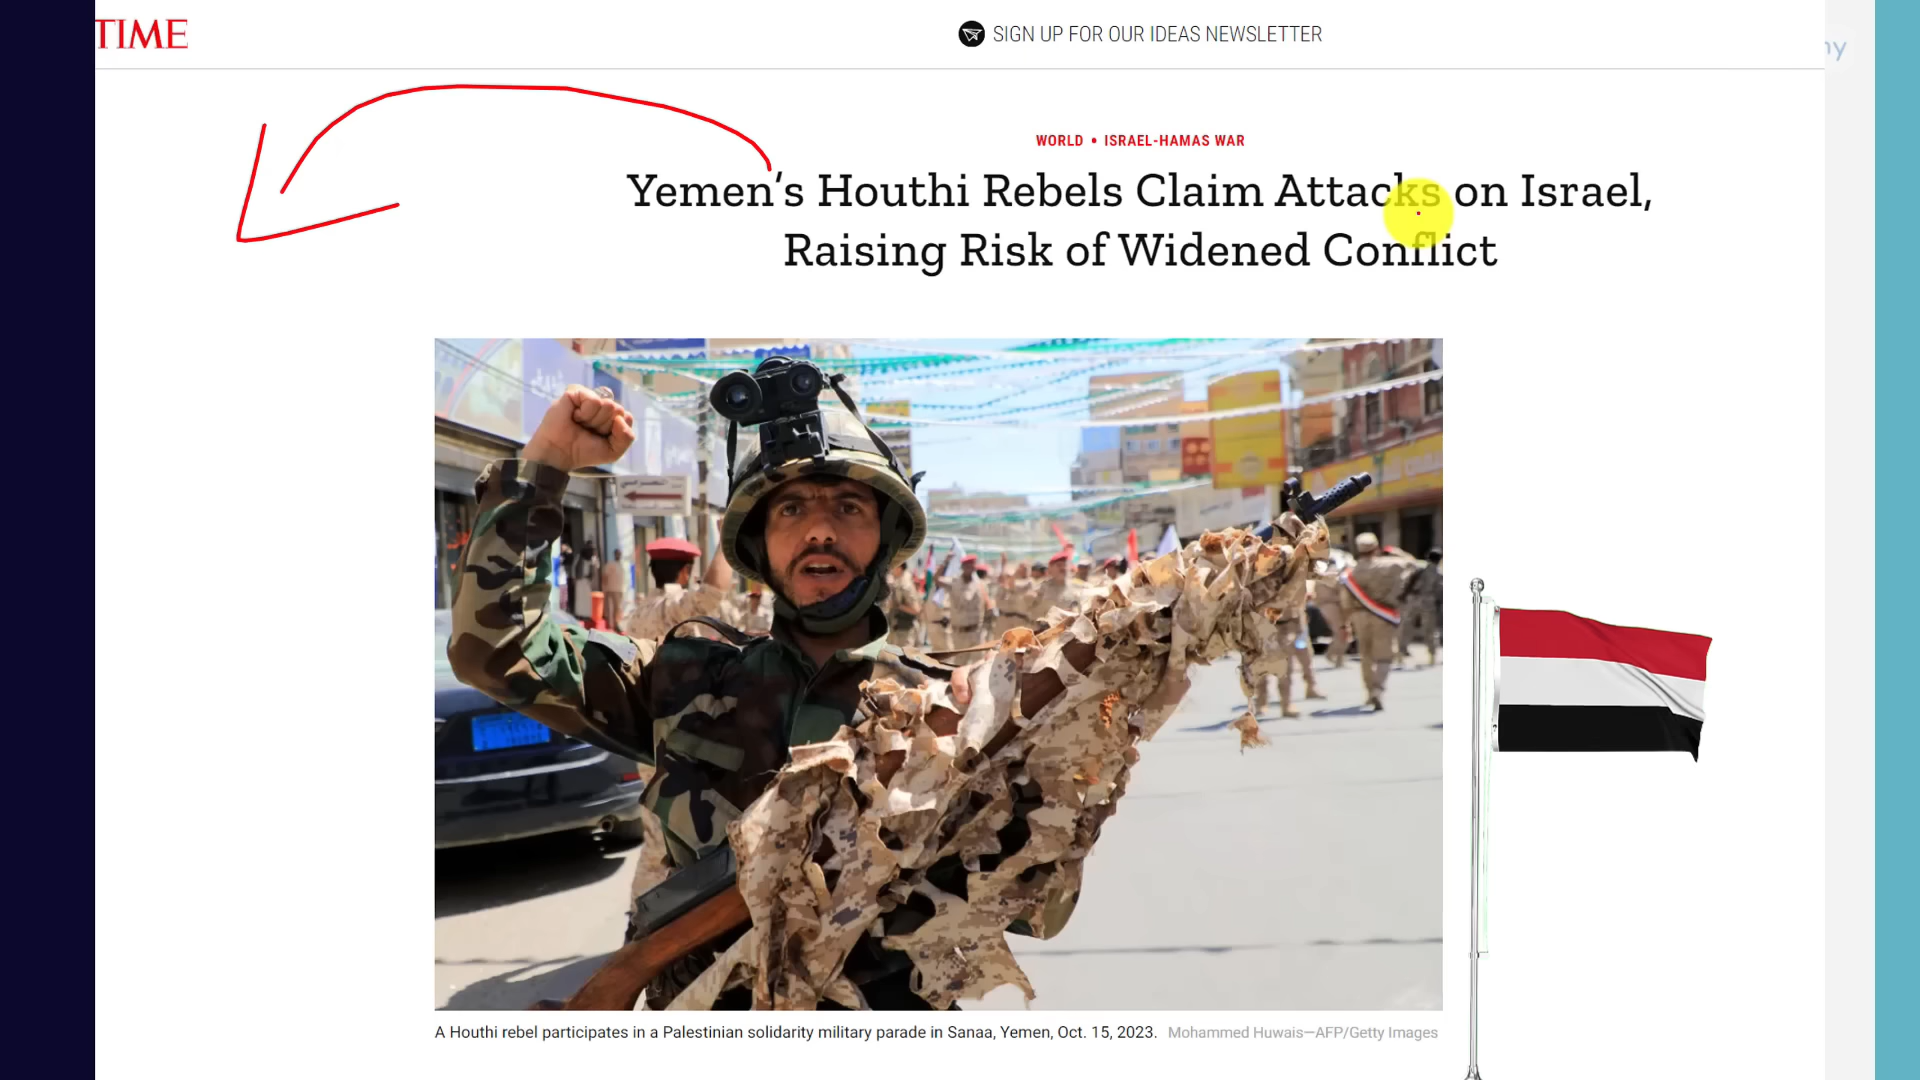 TIME
SIGN UP FOR OUR IDEAS NEWSLETTER
WORLD • ISRAEL-HAMAS WAR
Yemen’s Houthi Rebels Claim Attacks on Israel,
Raising Risk of Widened Conflict
A Houthi rebel participates in a Palestinian solidarity military parade in Sanaa, Yemen, Oct. 15, 2023. Mohammed Huwais—AFP/Getty Images